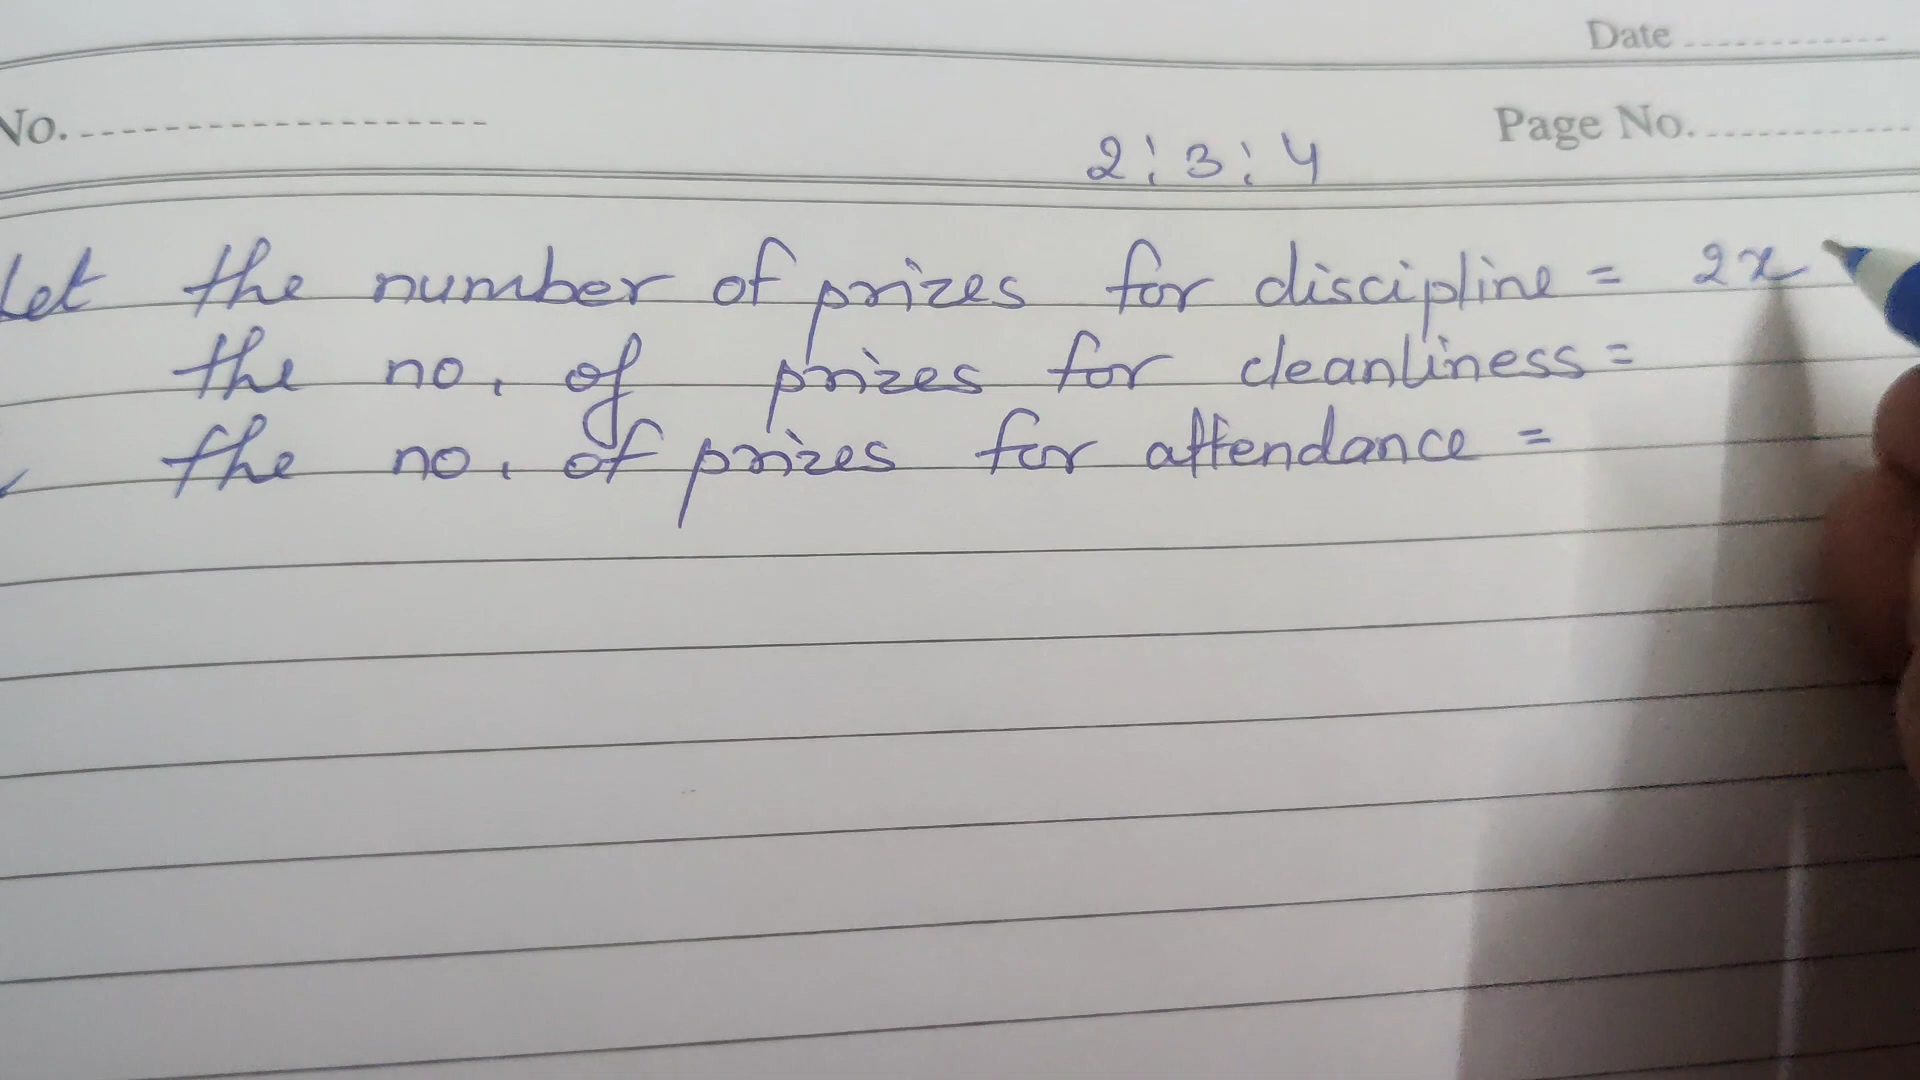 Date
No.
Page No.
2:3:4
Let the number of prizes for discipline = 2x
the no. of prizes for cleanliness =
the no. of prizes for attendance =